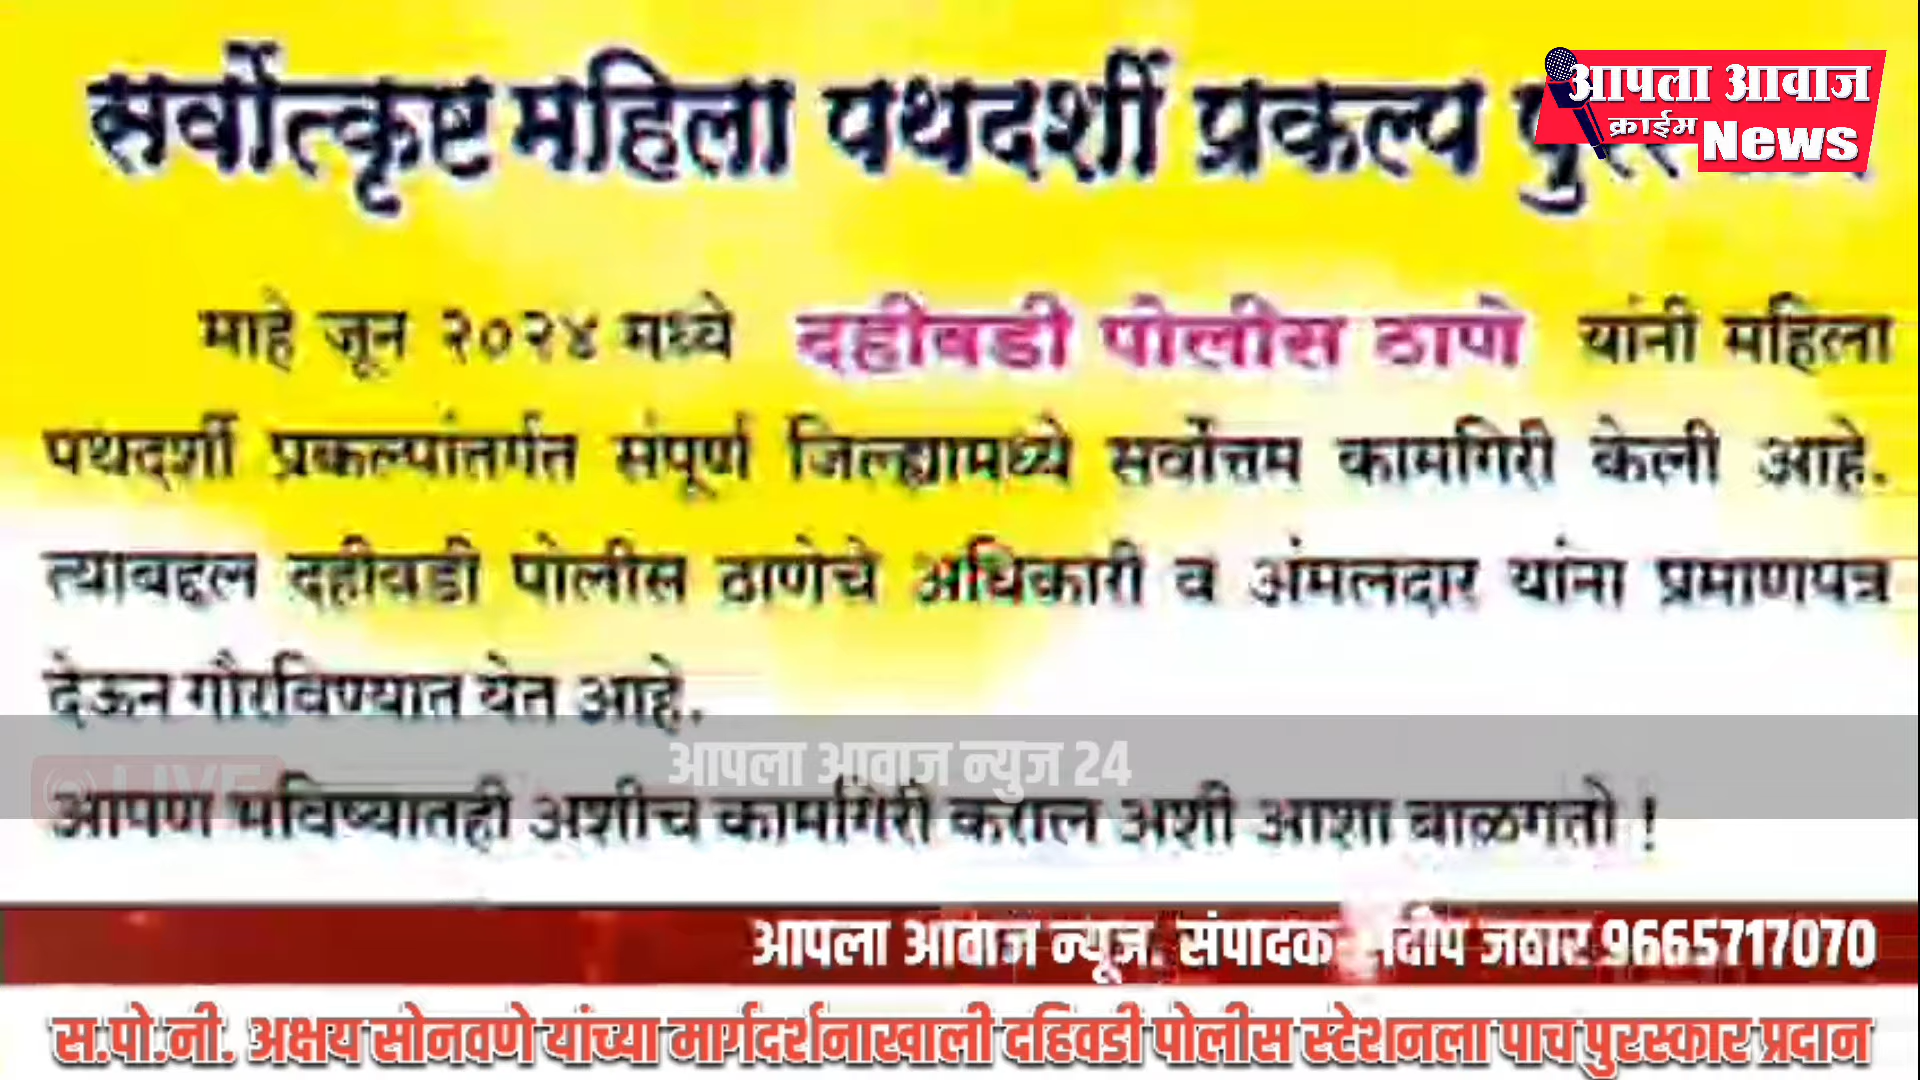 सर्वोत्कृष्ट महिला पथदर्शी प्रकल्प
आपला आवाज
क्राईम News
माहे जून २०२४ मध्ये दहीवडी पोलीस ठाणे यांनी महिला
पथदर्शी प्रकल्पांतर्गत संपूर्ण जिल्ह्यामध्ये सर्वोत्तम कामगिरी केली आहे.
त्याबद्दल दहीवडी पोलीस ठाणेचे अधिकारी व अंमलदार यांना प्रमाणपत्र
देऊन गौरविण्यात येत आहे.
आपला आवाज न्युज 24
LIVE
आपण भविष्यातही अशीच कामगिरी कराल अशी आशा बाळगतो !
आपला आवाज न्यूज. संपादक जठार 9665717070
स.पो.नी. अक्षय सोनवणे यांच्या मार्गदर्शनाखाली दहिवडी पोलीस स्टेशनला पाच पुरस्कार प्रदान